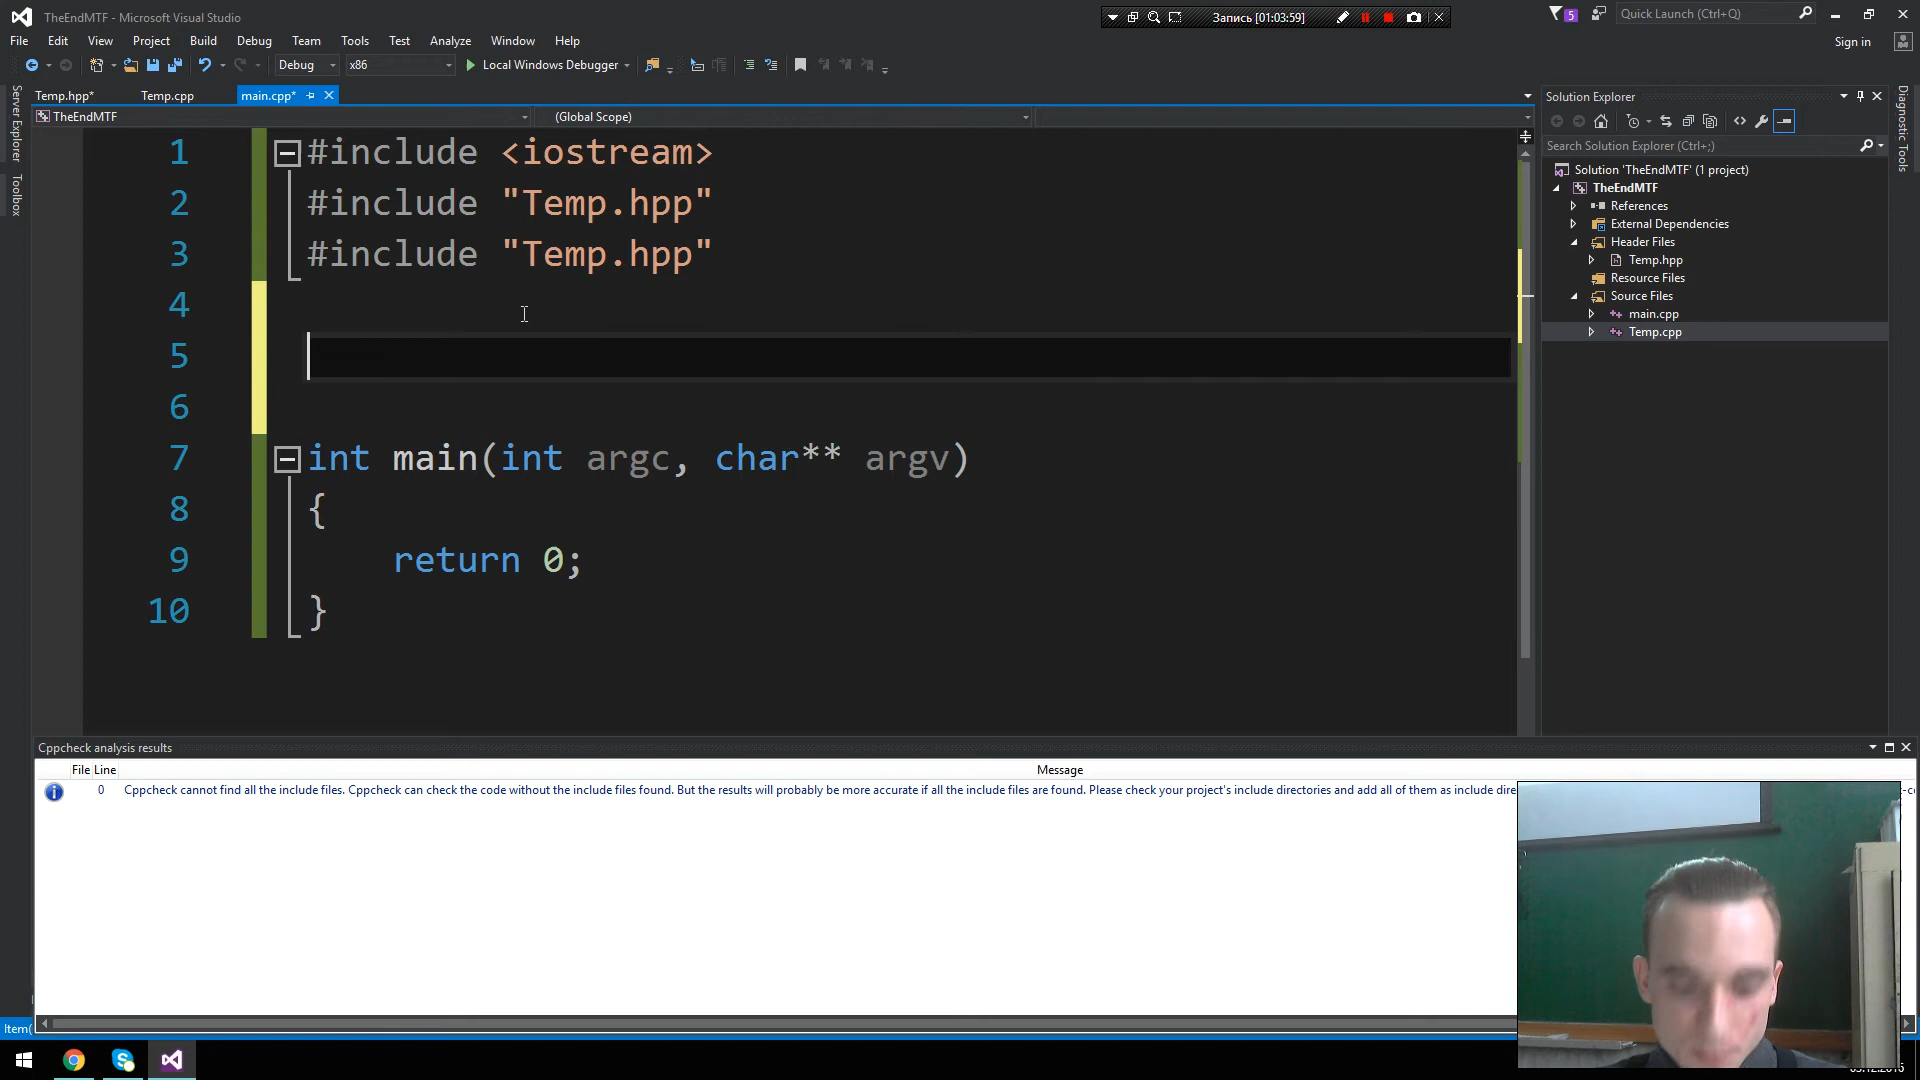 TheEndMTF - Microsoft Visual Studio
Запись [01:03:59]
5
Quick Launch (Ctrl+Q)
File Edit View Project Build Debug Team Tools Test Analyze Window Help
Sign in
Debug x86 Local Windows Debugger
Temp.hpp* Temp.cpp main.cpp*
TheEndMTF (Global Scope)
Server Explorer
Toolbox
1 #include <iostream>
2 #include "Temp.hpp"
3 #include "Temp.hpp"
4
5
6
7 int main(int argc, char** argv)
8 {
9 return 0;
10 }
Solution Explorer
Search Solution Explorer (Ctrl+;)
Solution 'TheEndMTF' (1 project)
TheEndMTF
References
External Dependencies
Header Files
Temp.hpp
Resource Files
Source Files
main.cpp
Temp.cpp
Diagnostic Tools
Cppcheck analysis results
File Line Message
0 Cppcheck cannot find all the include files. Cppcheck can check the code without the include files found. But the results will probably be more accurate if all the include files are found. Please check your project's include directories and add all of them as include dire
Item(